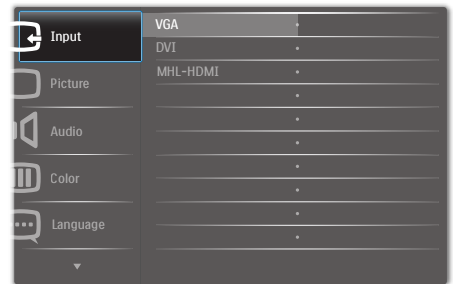 Input
Picture
Audio
Color
Language
VGA
DVI
MHL-HDMI